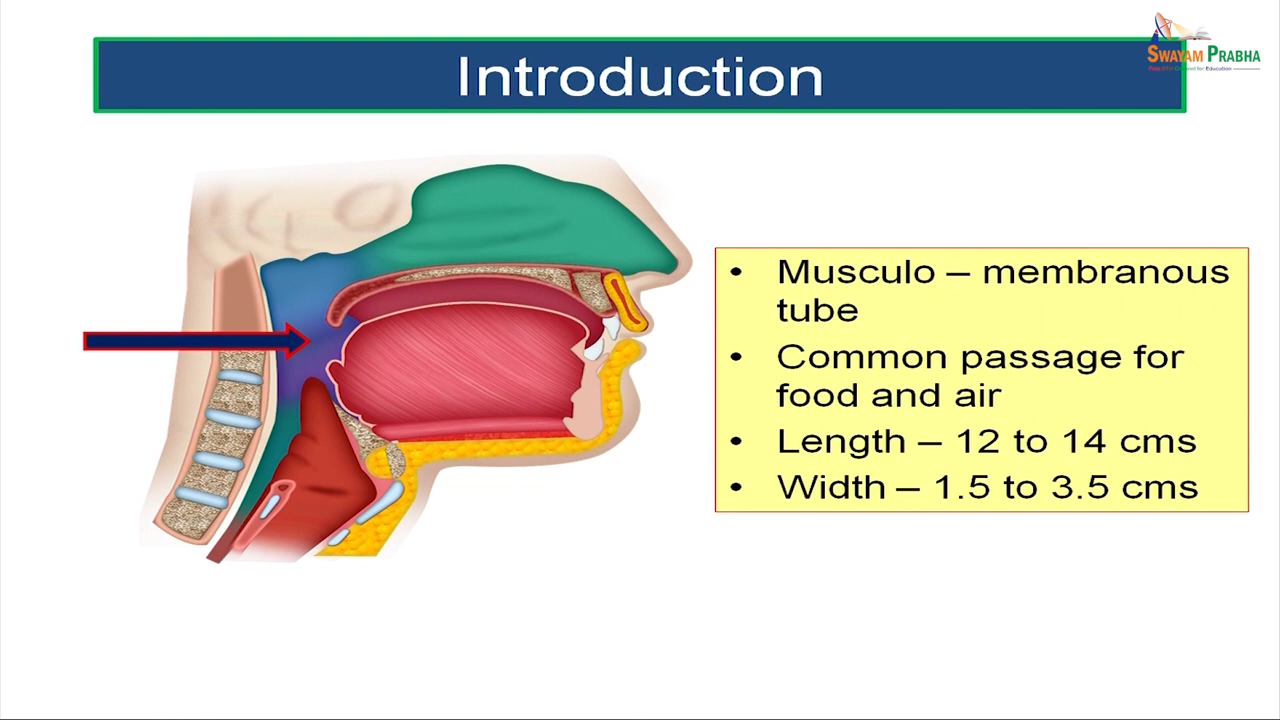 Introduction
SWAYAM PRABHA
• Musculo – membranous
tube
• Common passage for
food and air
• Length – 12 to 14 cms
• Width – 1.5 to 3.5 cms